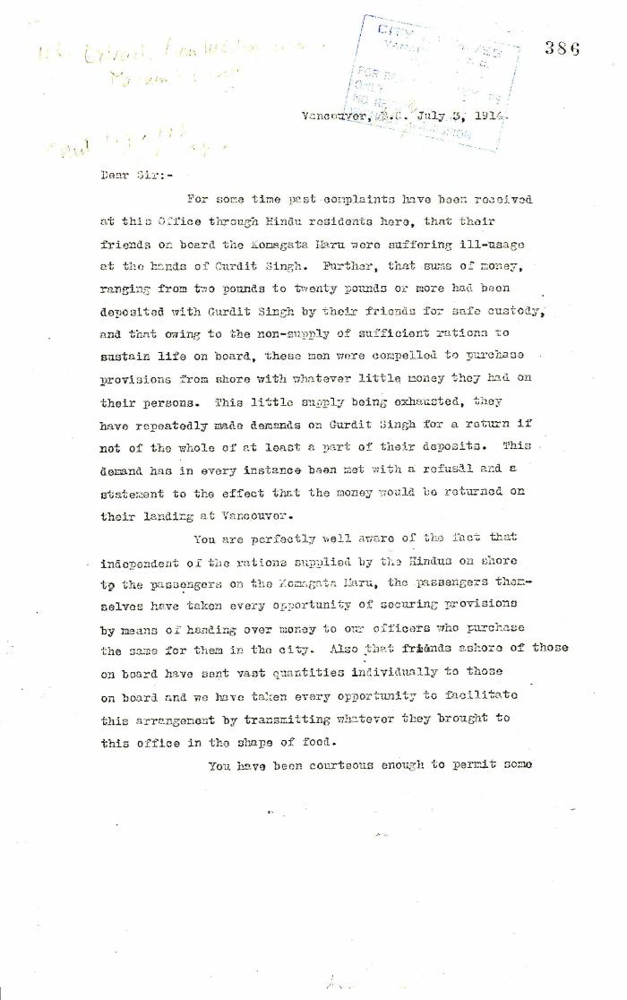 386
CITY
FOR
ONLY
NO
Vancouver, B.C. July 3, 1914.
Dear Sir:-
For some time past complaints have been received
at this Office through Hindu residents here, that their
friends on board the Komagata Maru were suffering ill-usage
at the hands of Gurdit Singh. Further, that sums of money,
ranging from two pounds to twenty pounds or more had been
deposited with Gurdit Singh by their friends for safe custody,
and that owing to the non-supply of sufficient rations to
sustain life on board, these men were compelled to purchase
provisions from shore with whatever little money they had on
their persons. This little supply being exhausted, they
have repeatedly made demands on Gurdit Singh for a return if
not of the whole of at least a part of their deposits. This
demand has in every instance been met with a refusal and a
statement to the effect that the money would be returned on
their landing at Vancouver.
You are perfectly well aware of the fact that
independent of the rations supplied by the Hindus on shore
to the passengers on the Komagata Maru, the passengers them-
selves have taken every opportunity of securing provisions
by means of handing over money to our officers who purchase
the same for them in the city. Also that friends ashore of those
on board have sent vast quantities individually to those
on board and we have taken every opportunity to facilitate
this arrangement by transmitting whatever they brought to
this office in the shape of food.
You have been courteous enough to permit some